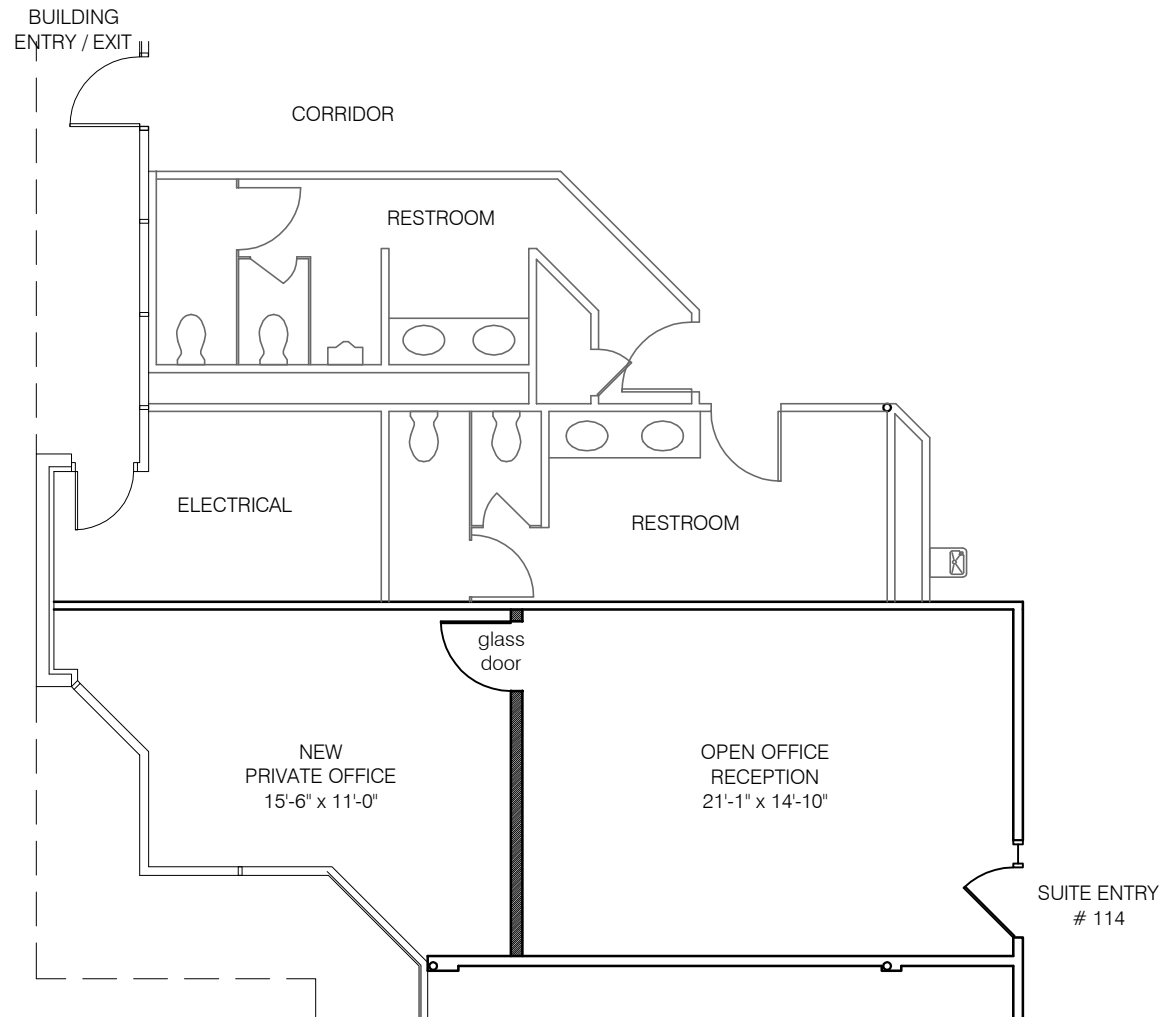 BUILDING
ENTRY / EXIT
CORRIDOR
RESTROOM
ELECTRICAL
RESTROOM
glass
door
NEW
PRIVATE OFFICE
15'-6" x 11'-0"
OPEN OFFICE
RECEPTION
21'-1" x 14'-10"
SUITE ENTRY
# 114